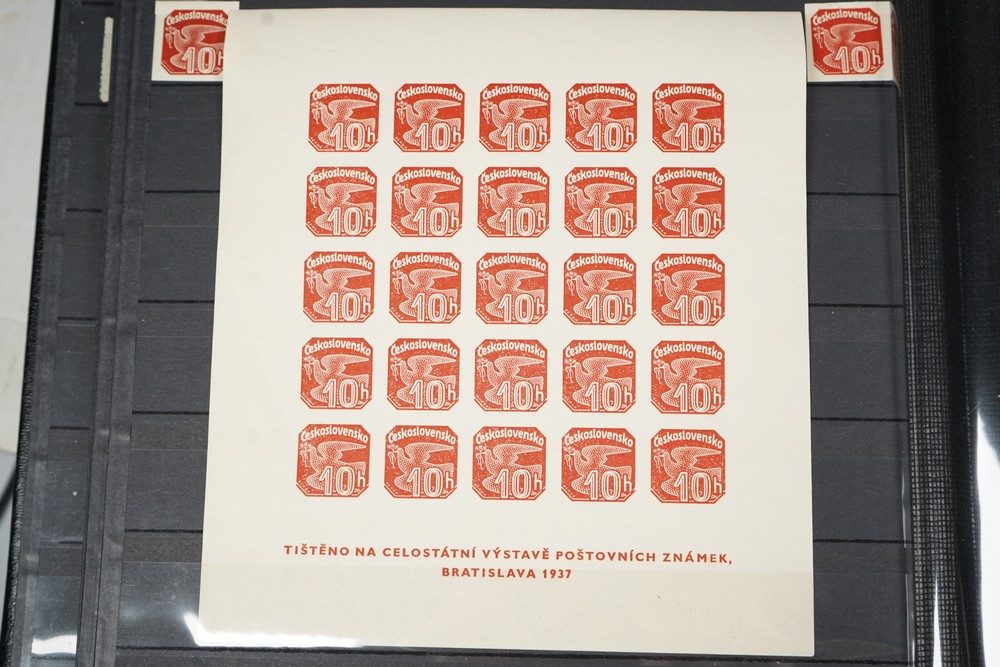 Československo
10h
Československo
10h
Československo Československo Československo Československo Československo
10h 10h 10h 10h 10h
Československo Československo Československo Československo Československo
10h 10h 10h 10h 10h
Československo Československo Československo Československo Československo
10h 10h 10h 10h 10h
Československo Československo Československo Československo Československo
10h 10h 10h 10h 10h
Československo Československo Československo Československo Československo
10h 10h 10h 10h 10h
TIŠTĚNO NA CELOSTÁTNÍ VÝSTAVĚ POŠTOVNÍCH ZNÁMEK,
BRATISLAVA 1937